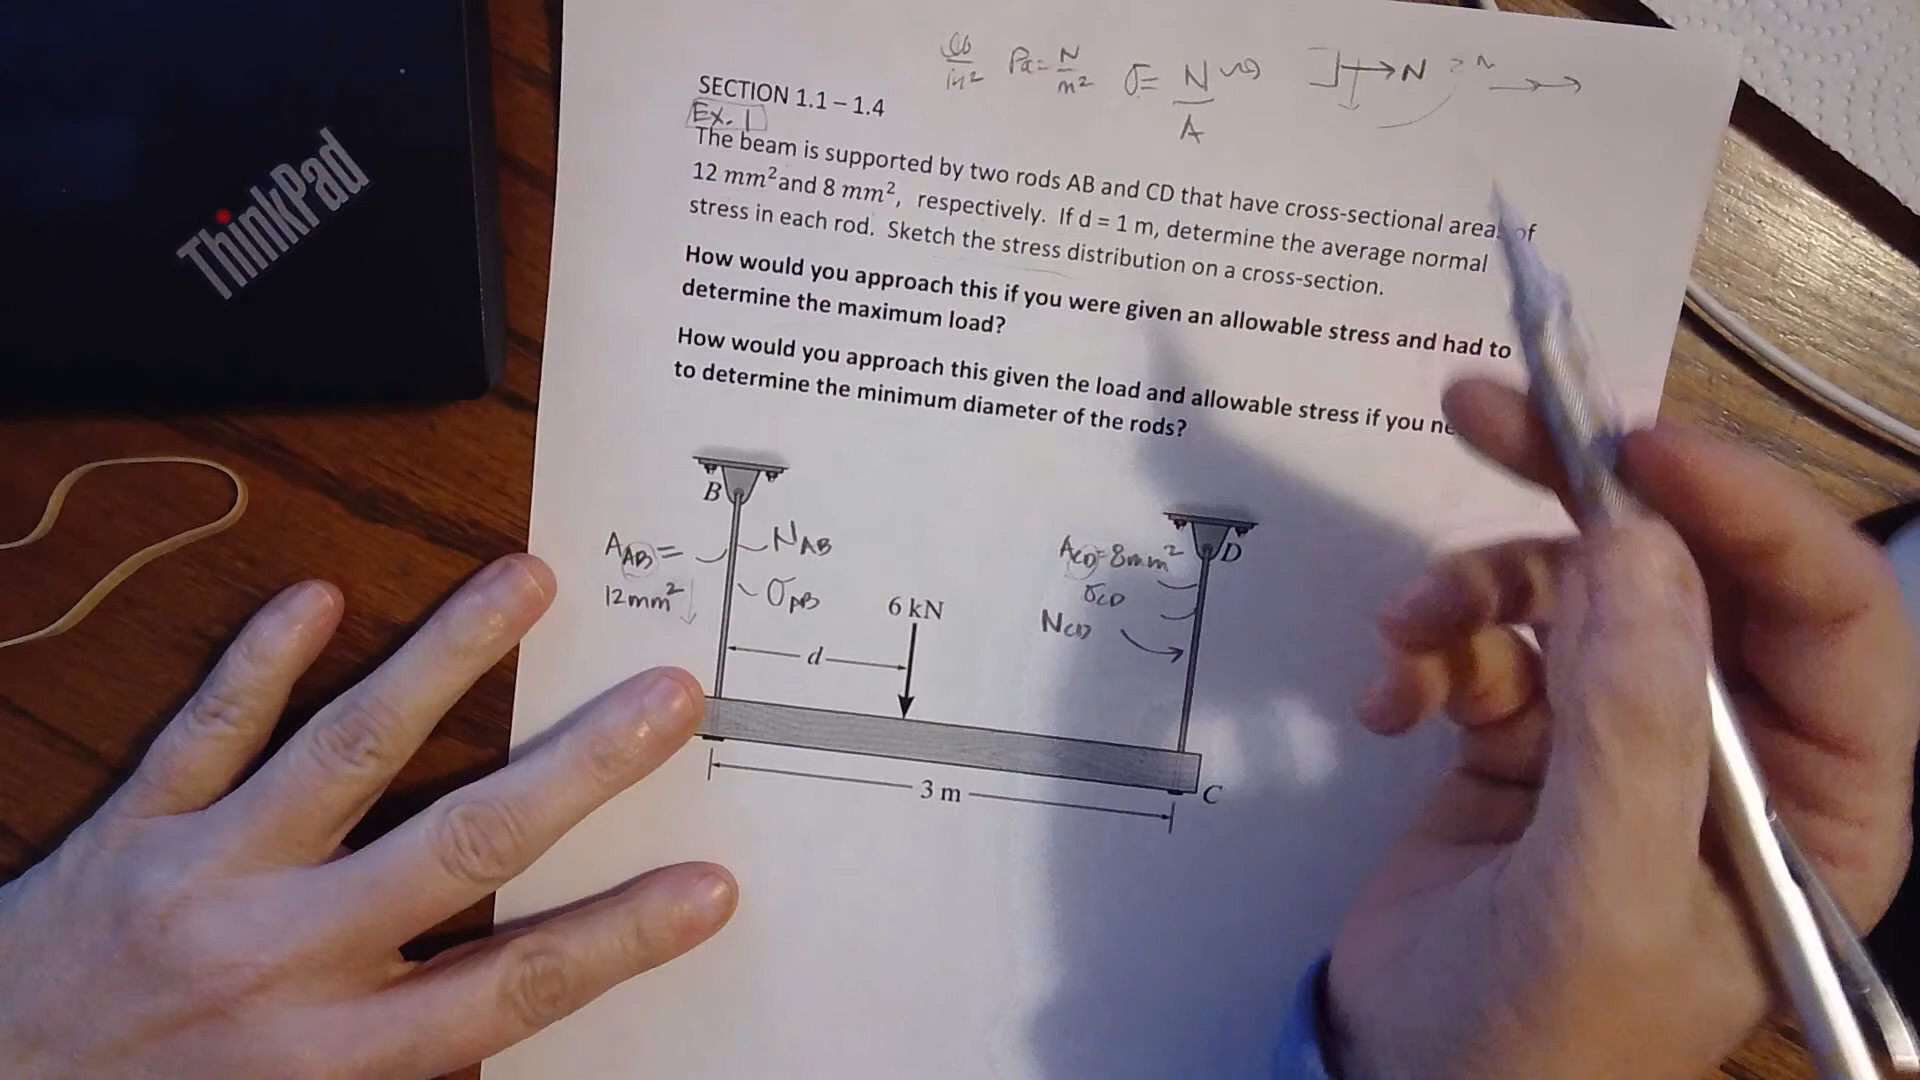 ThinkPad
lb/in² Pa = N/m² σ = N/A → N
SECTION 1.1 – 1.4
Ex. 1
The beam is supported by two rods AB and CD that have cross-sectional areas of
12 mm² and 8 mm², respectively. If d = 1 m, determine the average normal
stress in each rod. Sketch the stress distribution on a cross-section.
How would you approach this if you were given an allowable stress and had to
determine the maximum load?
How would you approach this given the load and allowable stress if you ne
to determine the minimum diameter of the rods?
B
D
A_AB =
12mm²
N_AB
σ_AB
6 kN
A_CD = 8mm²
σ_CD
N_CD
d
3 m
C